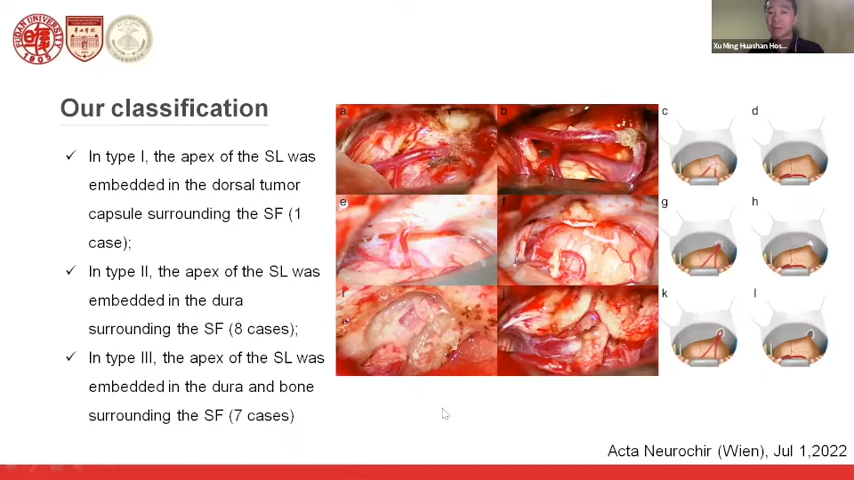 FUDAN UNIVERSITY
1905
Xu Ming Huashan Hos...
Our classification
✓ In type I, the apex of the SL was
embedded in the dorsal tumor
capsule surrounding the SF (1
case);
✓ In type II, the apex of the SL was
embedded in the dura
surrounding the SF (8 cases);
✓ In type III, the apex of the SL was
embedded in the dura and bone
surrounding the SF (7 cases)
a b c d
e f g h
i j k l
Acta Neurochir (Wien), Jul 1,2022